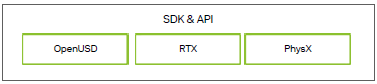 SDK & API
OpenUSD
RTX
PhysX